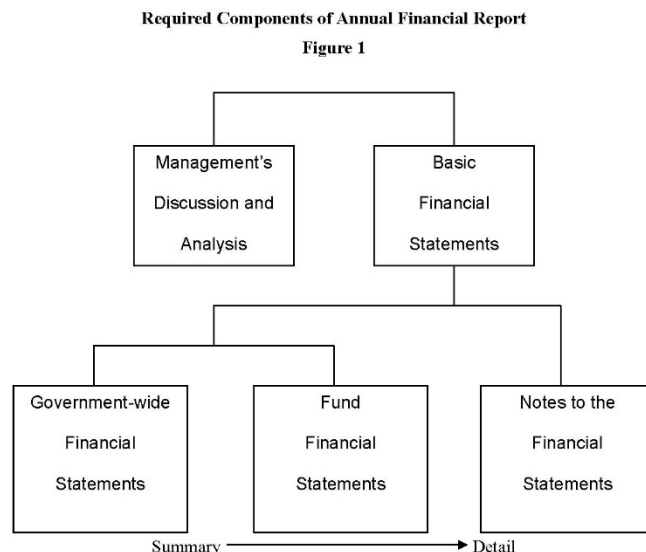 Required Components of Annual Financial Report
Figure 1
Management's
Discussion and
Analysis
Basic
Financial
Statements
Government-wide
Financial
Statements
Fund
Financial
Statements
Notes to the
Financial
Statements
Summary Detail